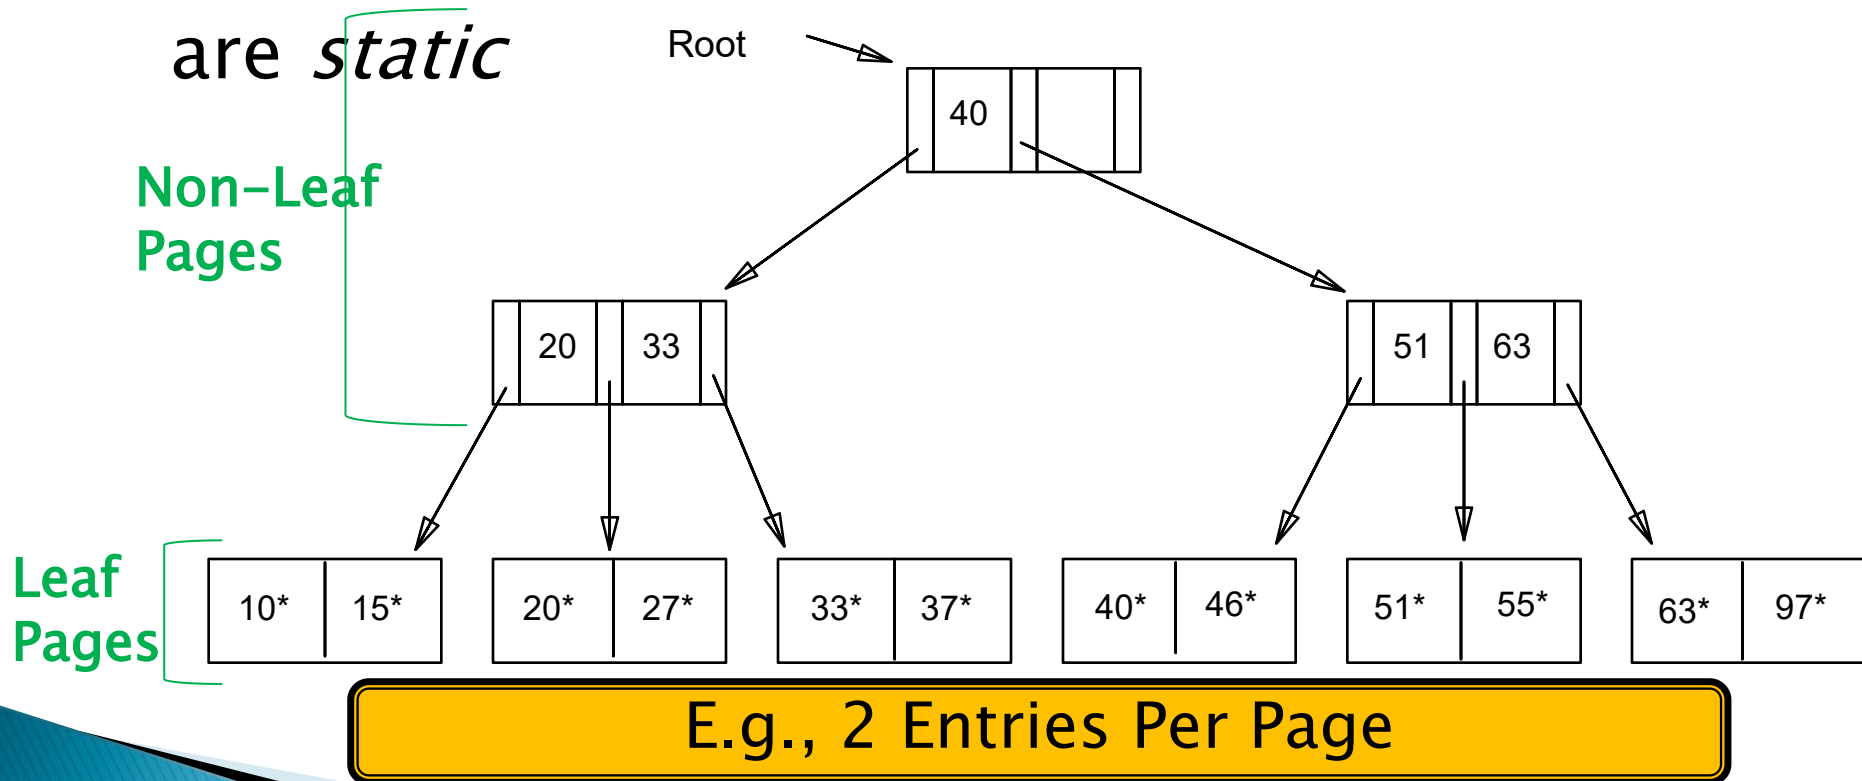 are static
Root
40
Non-Leaf
Pages
20 33
51 63
Leaf
Pages
10* 15*
20* 27*
33* 37*
40* 46*
51* 55*
63* 97*
E.g., 2 Entries Per Page